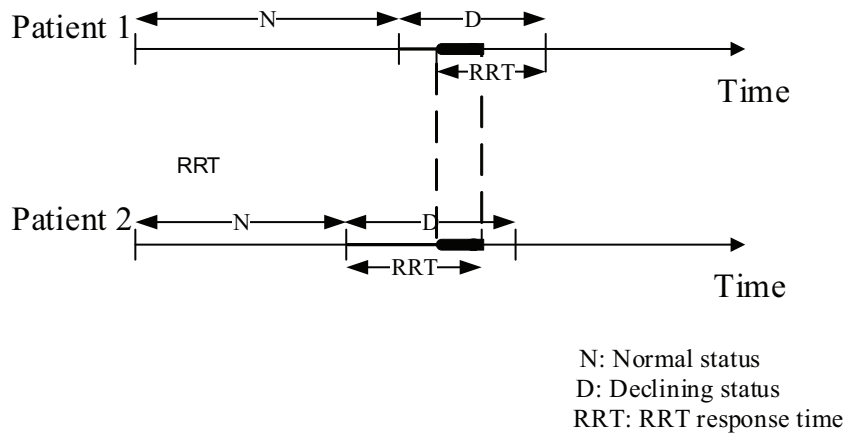 Patient 1
N
D
RRT
Time
RRT
Patient 2
N
D
RRT
Time
N: Normal status
D: Declining status
RRT: RRT response time